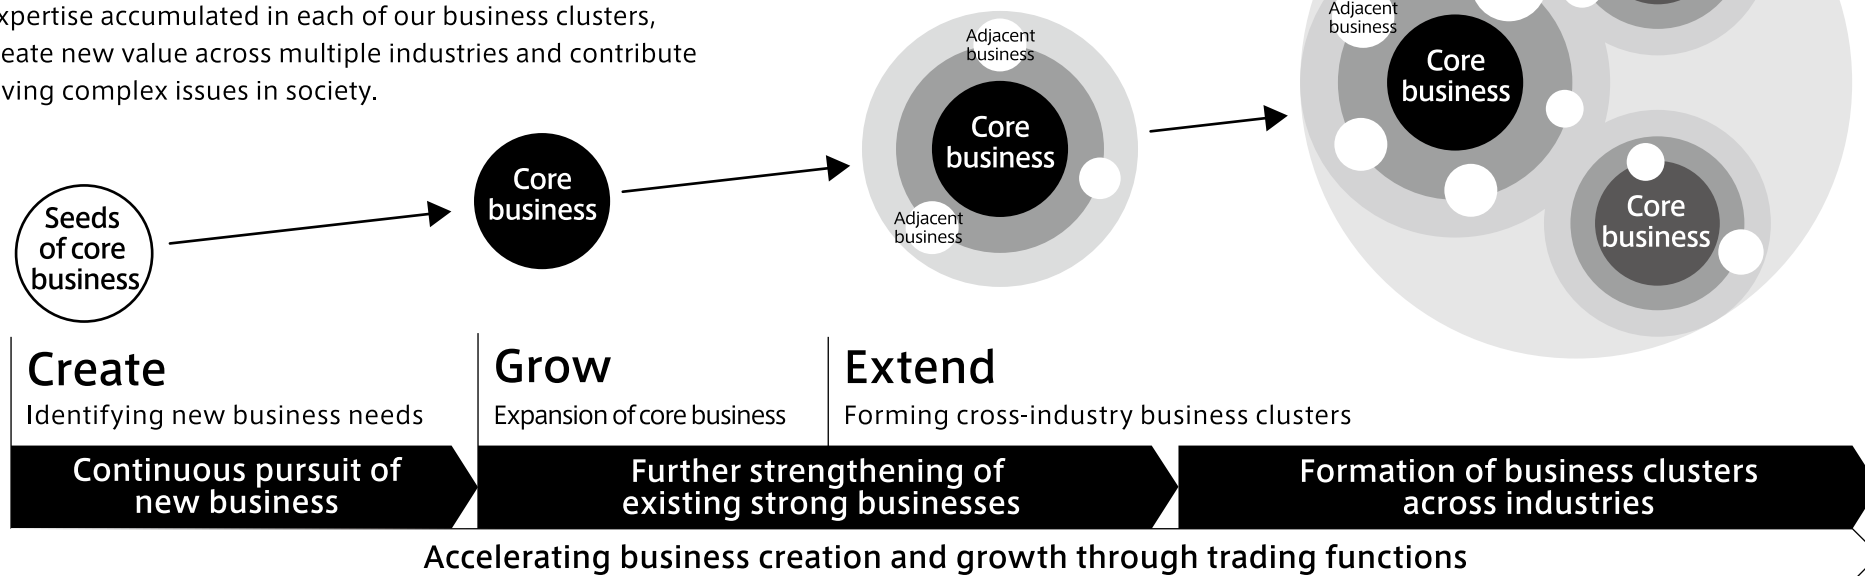 xpertise accumulated in each of our business clusters,
eate new value across multiple industries and contribute
ving complex issues in society.
Seeds
of core
business
Core
business
Adjacent
business
Core
business
Adjacent
business
Adjacent
business
Core
business
Core
business
Create
Identifying new business needs
Grow
Expansion of core business
Extend
Forming cross-industry business clusters
Continuous pursuit of
new business
Further strengthening of
existing strong businesses
Formation of business clusters
across industries
Accelerating business creation and growth through trading functions